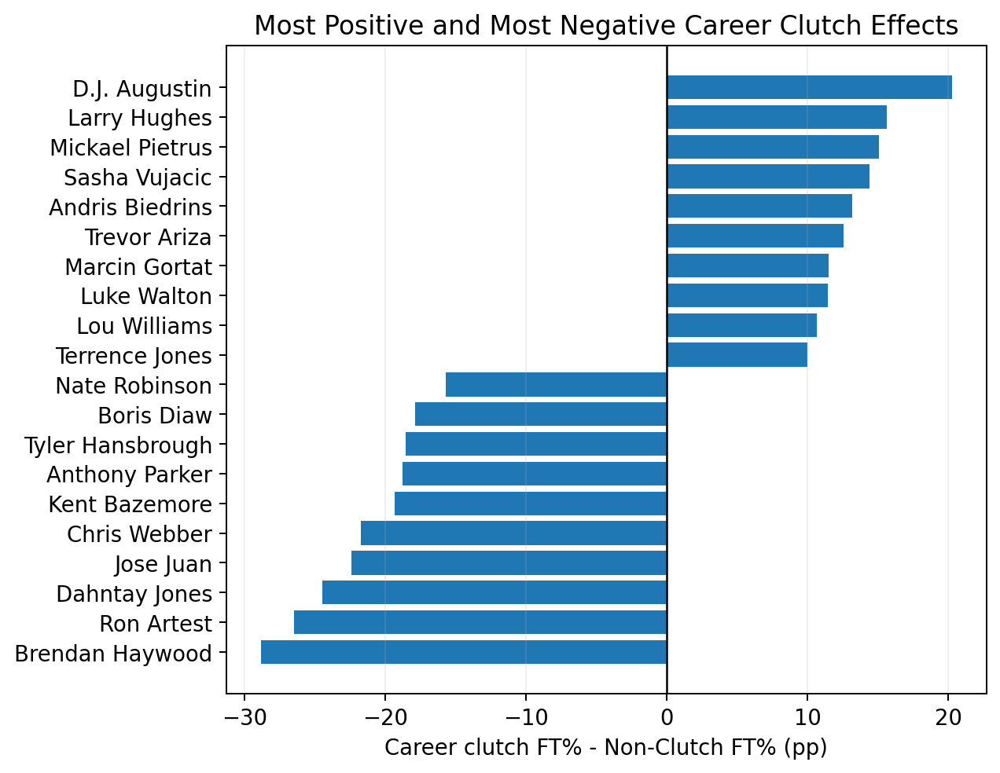 Most Positive and Most Negative Career Clutch Effects
D.J. Augustin
Larry Hughes
Mickael Pietrus
Sasha Vujacic
Andris Biedrins
Trevor Ariza
Marcin Gortat
Luke Walton
Lou Williams
Terrence Jones
Nate Robinson
Boris Diaw
Tyler Hansbrough
Anthony Parker
Kent Bazemore
Chris Webber
Jose Juan
Dahntay Jones
Ron Artest
Brendan Haywood
−30 −20 −10 0 10 20
Career clutch FT% - Non-Clutch FT% (pp)